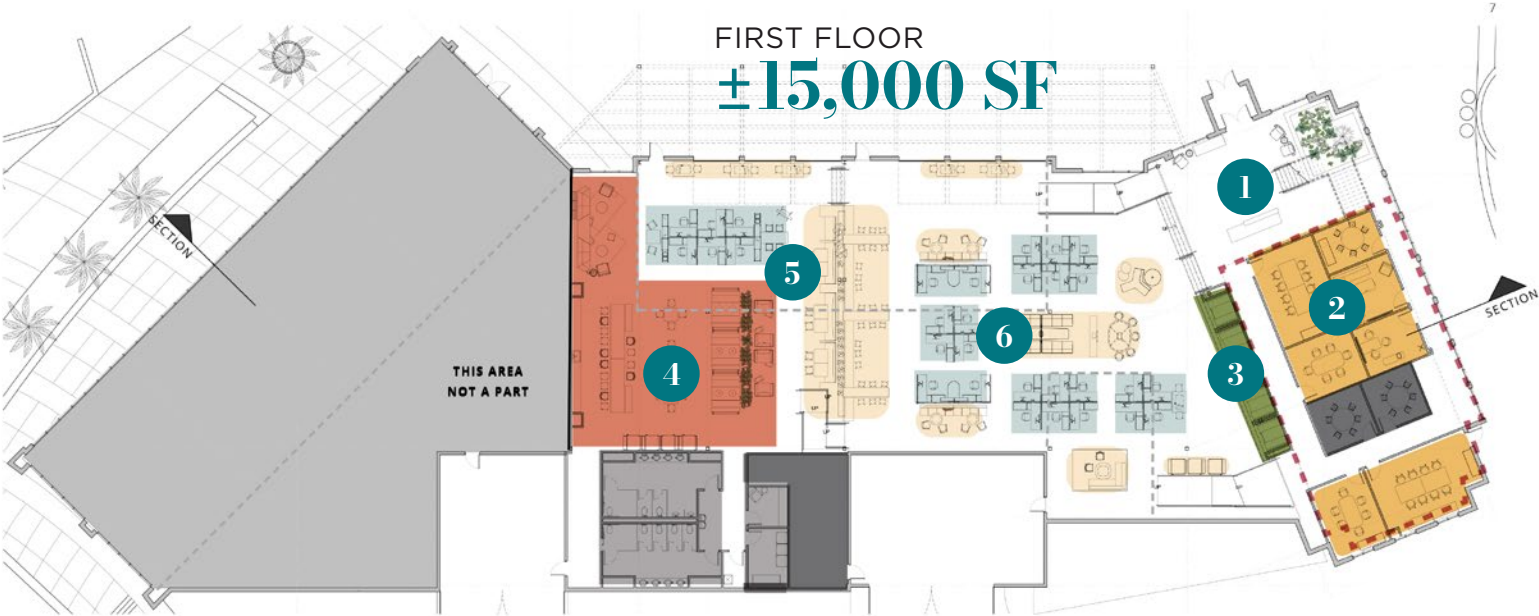 7
FIRST FLOOR
±15,000 SF
1
SECTION
5
2
SECTION
6
THIS AREA
NOT A PART
4
3